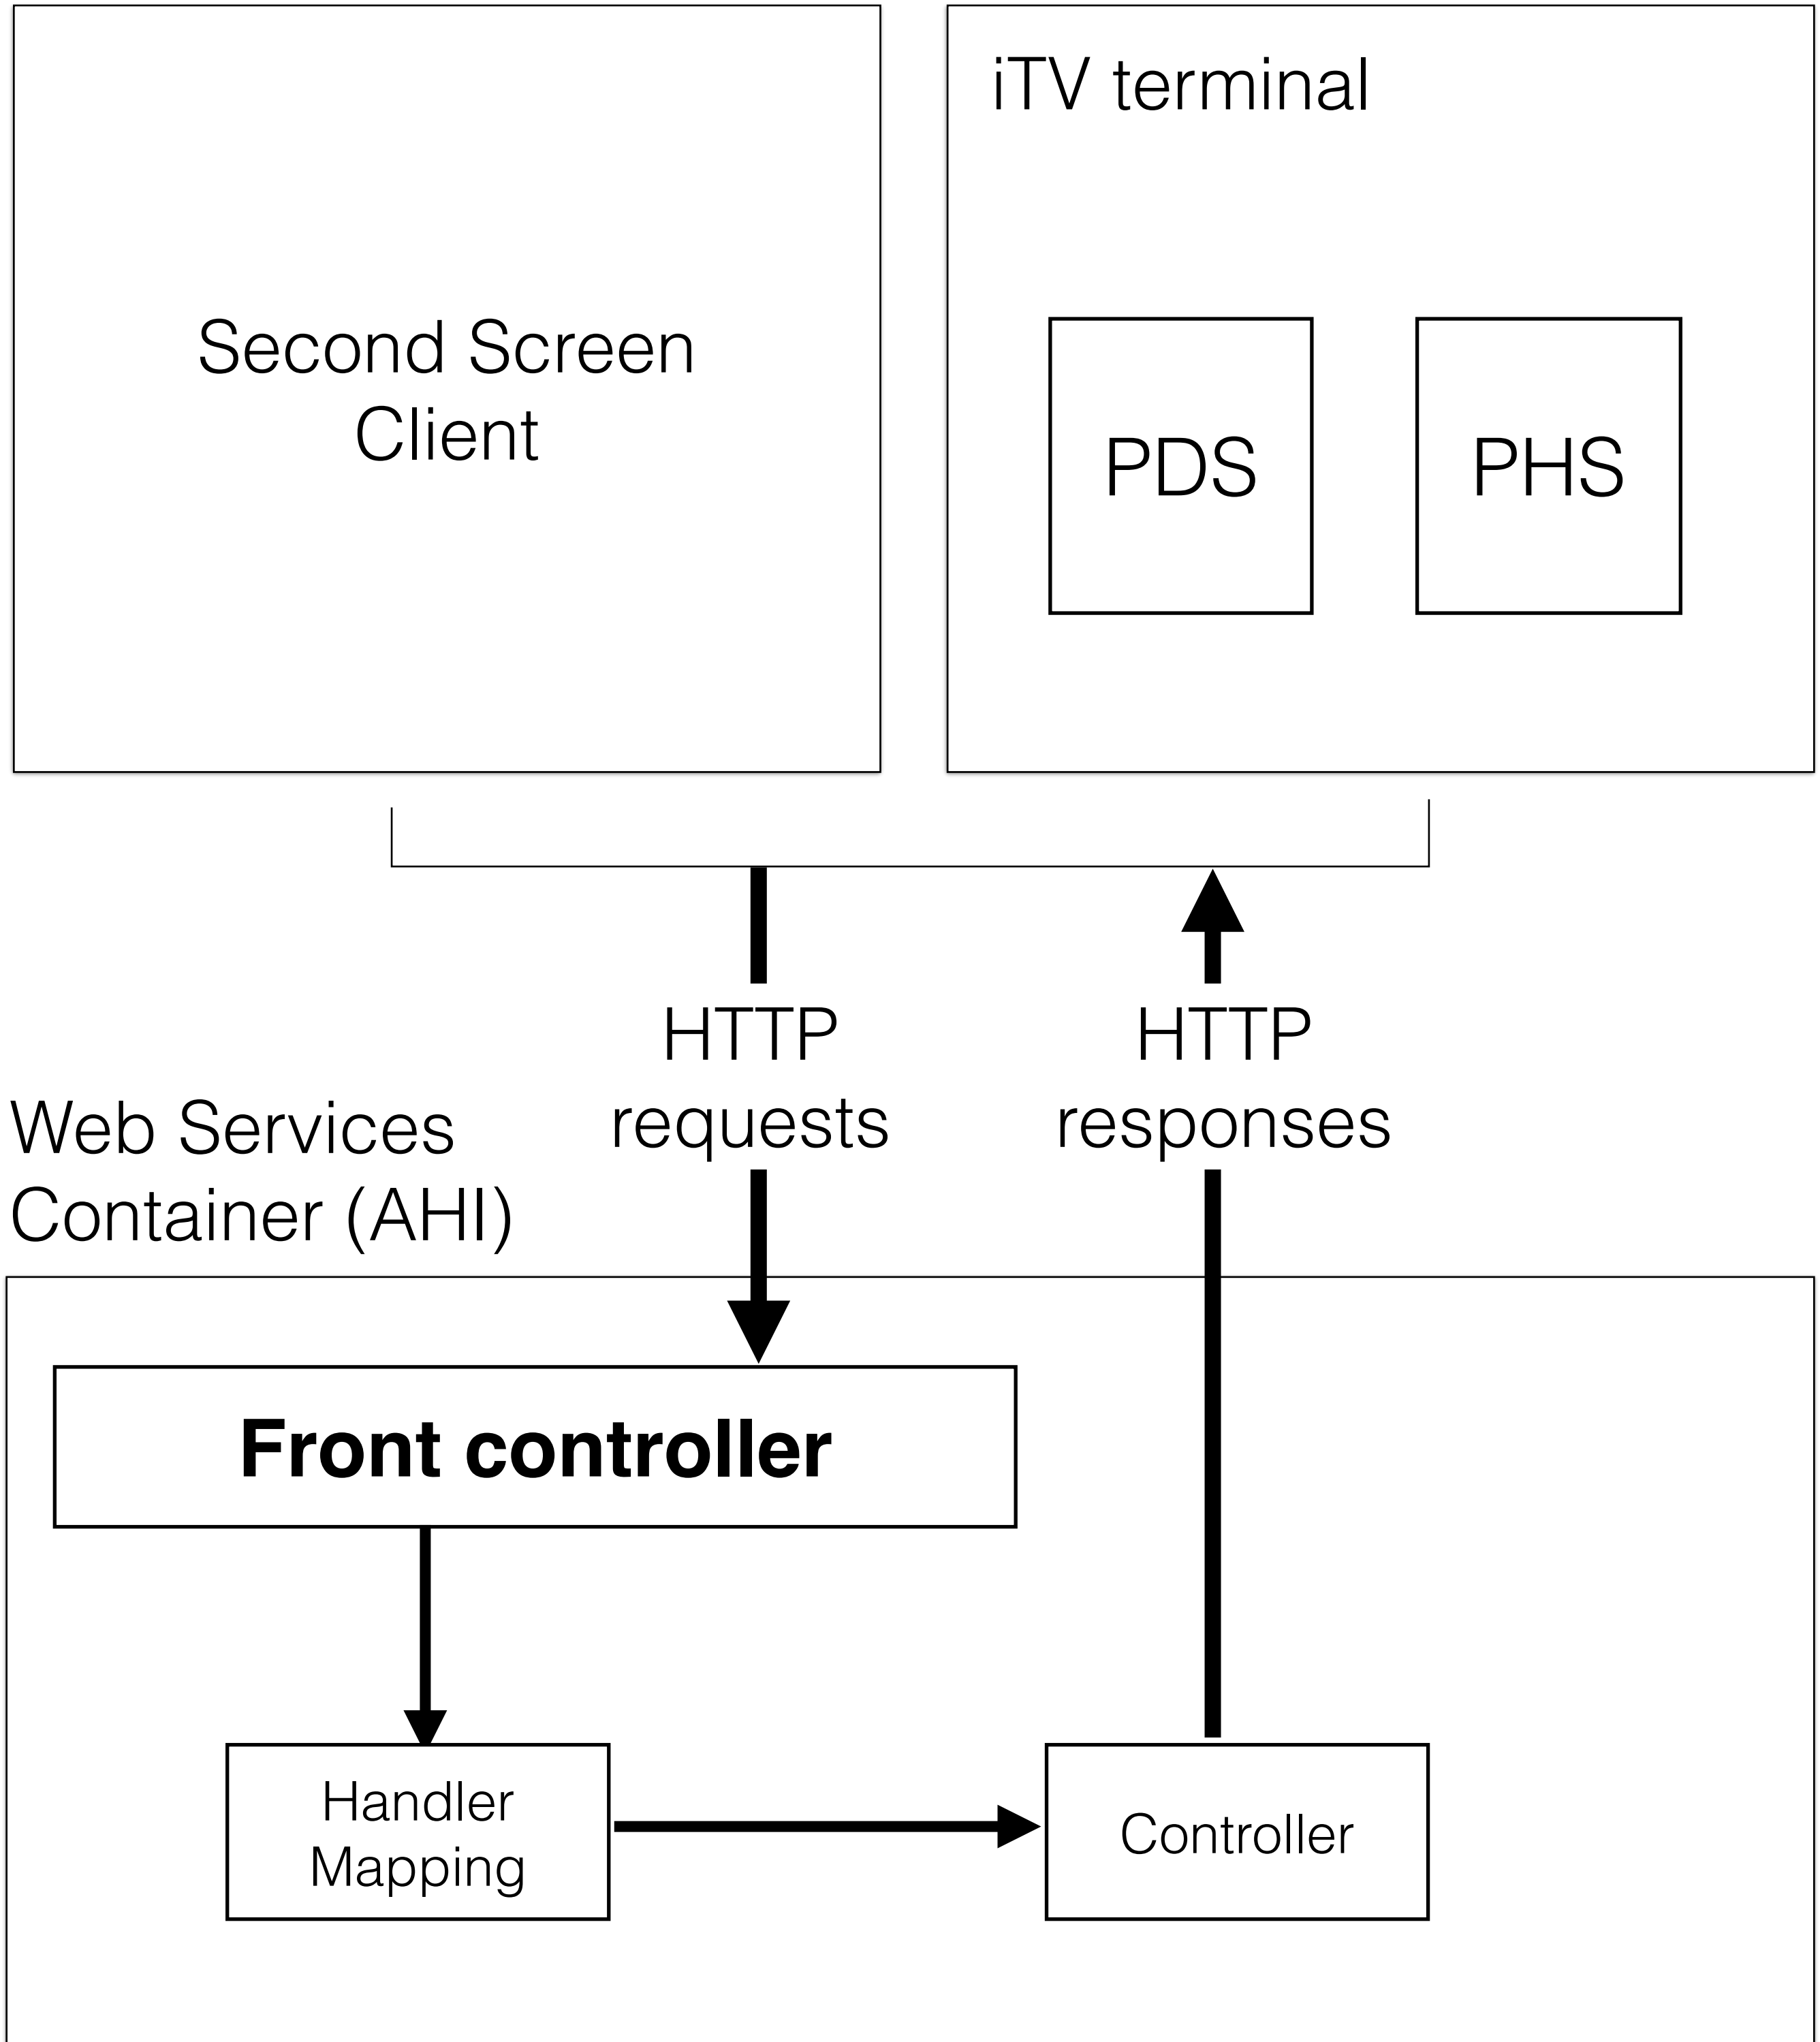 Second Screen
Client
iTV terminal
PDS
PHS
HTTP
requests
HTTP
responses
Web Services
Container (AHI)
Front controller
Handler
Mapping
Controller